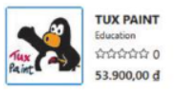 Tux
Paint
TUX PAINT
Education
☆☆☆☆☆ 0
53.900,00 ₫